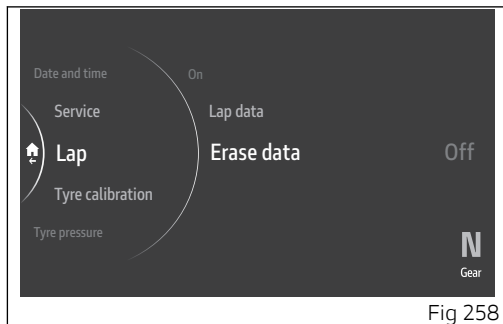 Date and time
On
Service
Lap data
Lap
Erase data
Off
Tyre calibration
Tyre pressure
N
Gear
Fig 258